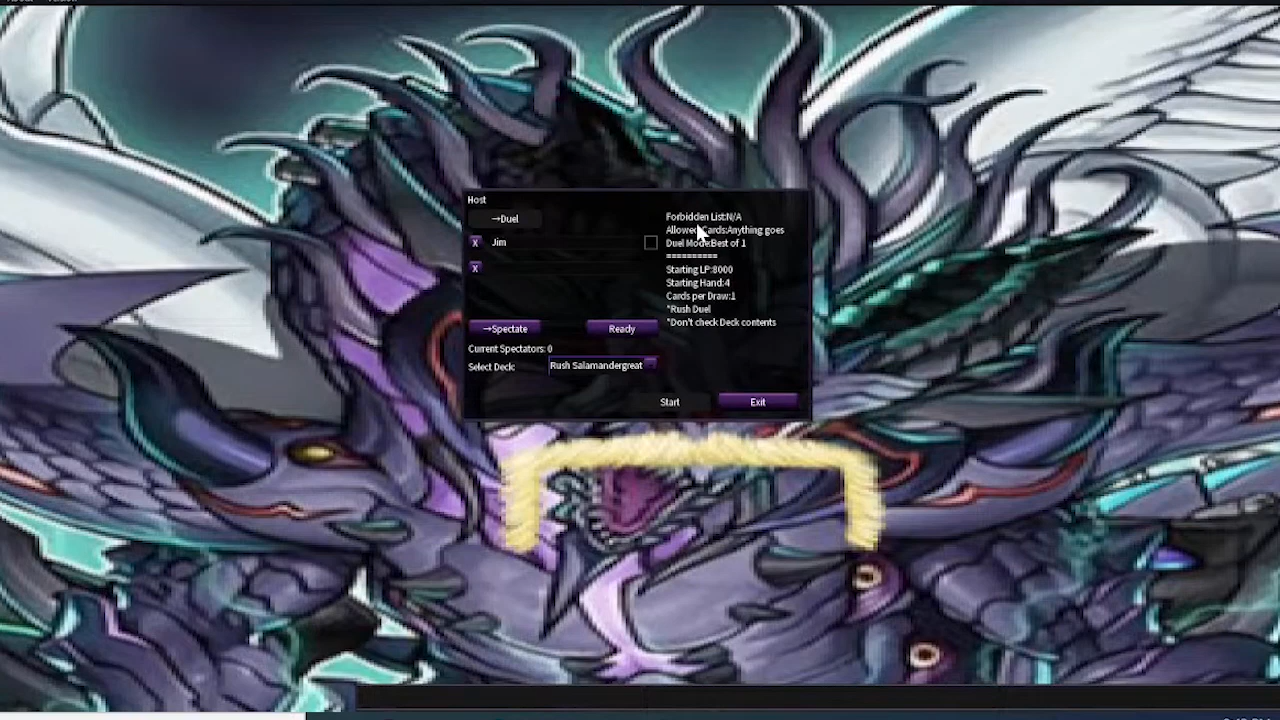 Host
→Duel
X Jim
X
→Spectate
Ready
Current Spectators: 0
Select Deck:
Rush Salamandergreat
Forbidden List:N/A
Allowed Cards:Anything goes
Duel Mode:Best of 1
==========
Starting LP:8000
Starting Hand:4
Cards per Draw:1
*Rush Duel
*Don't check Deck contents
Start
Exit